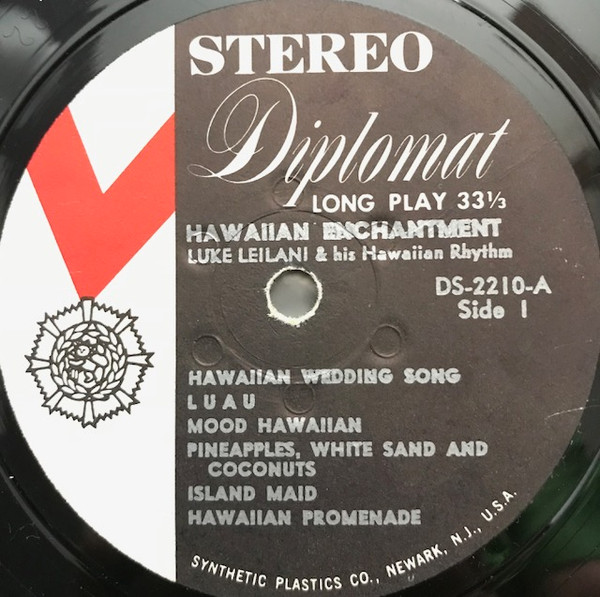 STEREO
Diplomat
LONG PLAY 33⅓
HAWAIIAN ENCHANTMENT
LUKE LEILANI & his Hawaiian Rhythm
DS-2210-A
Side 1
HAWAIIAN WEDDING SONG
LUAU
MOOD HAWAIIAN
PINEAPPLES, WHITE SAND AND
COCONUTS
ISLAND MAID
HAWAIIAN PROMENADE
SYNTHETIC PLASTICS CO., NEWARK, N.J., U.S.A.